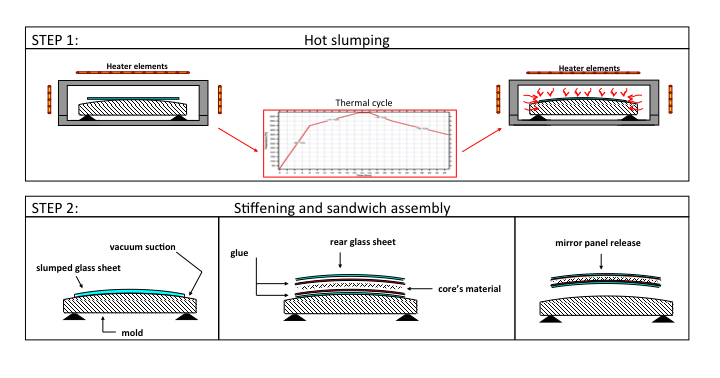 STEP 1:
Hot slumping
Heater elements
Thermal cycle
Heater elements
STEP 2:
Stiffening and sandwich assembly
vacuum suction
slumped glass sheet
mold
glue
rear glass sheet
core's material
mirror panel release